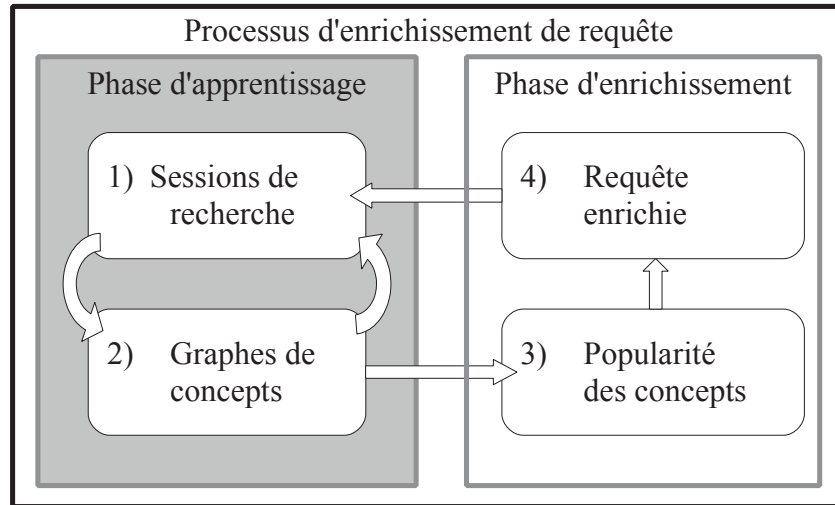 Processus d'enrichissement de requête
Phase d'apprentissage
1) Sessions de
recherche
2) Graphes de
concepts
Phase d'enrichissement
4) Requête
enrichie
3) Popularité
des concepts